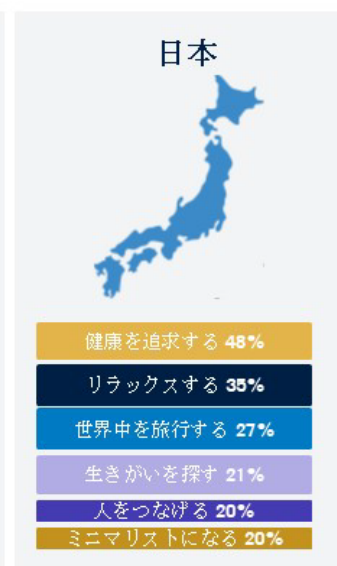 日本
健康を追求する 48%
リラックスする 35%
世界中を旅行する 27%
生きがいを探す 21%
人をつなげる 20%
ミニマリストになる 20%